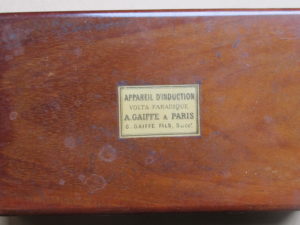 APPAREIL D'INDUCTION
VOLTA-FARADIQUE
A. GAIFFE A PARIS
G. GAIFFE FILS, Succr